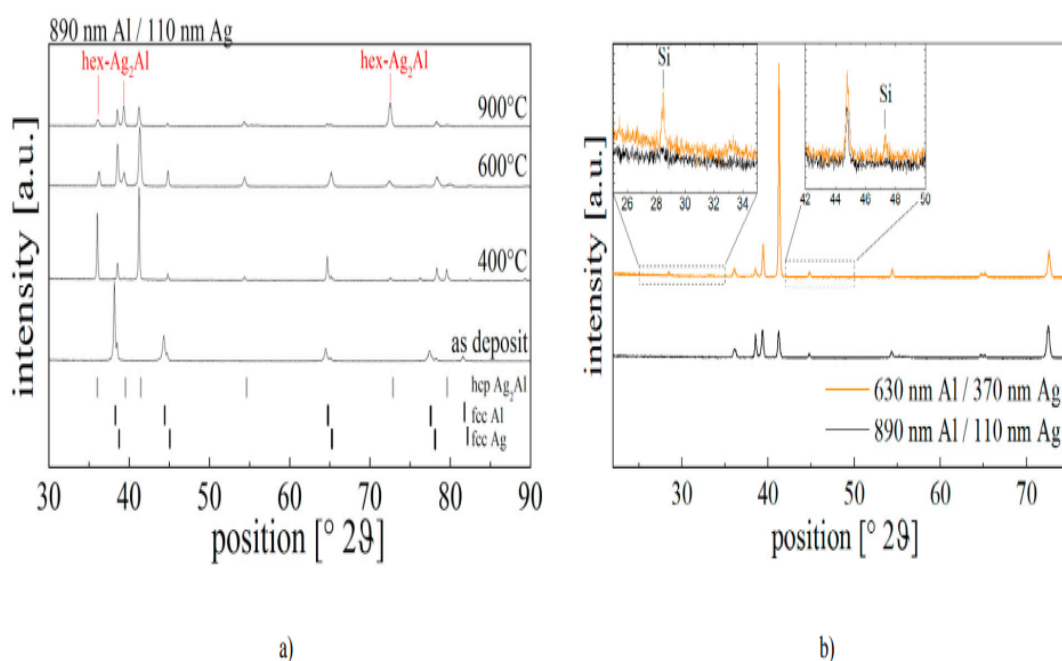 890 nm Al / 110 nm Ag
hex-Ag₂Al
hex-Ag₂Al
900°C
600°C
400°C
as deposit
hcp Ag₂Al
fcc Al
fcc Ag
intensity [a.u.]
30 40 50 60 70 80 90
position [° 2ϑ]
a)
Si
Si
26 28 30 32 34
42 44 46 48 50
intensity [a.u.]
630 nm Al / 370 nm Ag
890 nm Al / 110 nm Ag
30 40 50 60 70
position [° 2ϑ]
b)